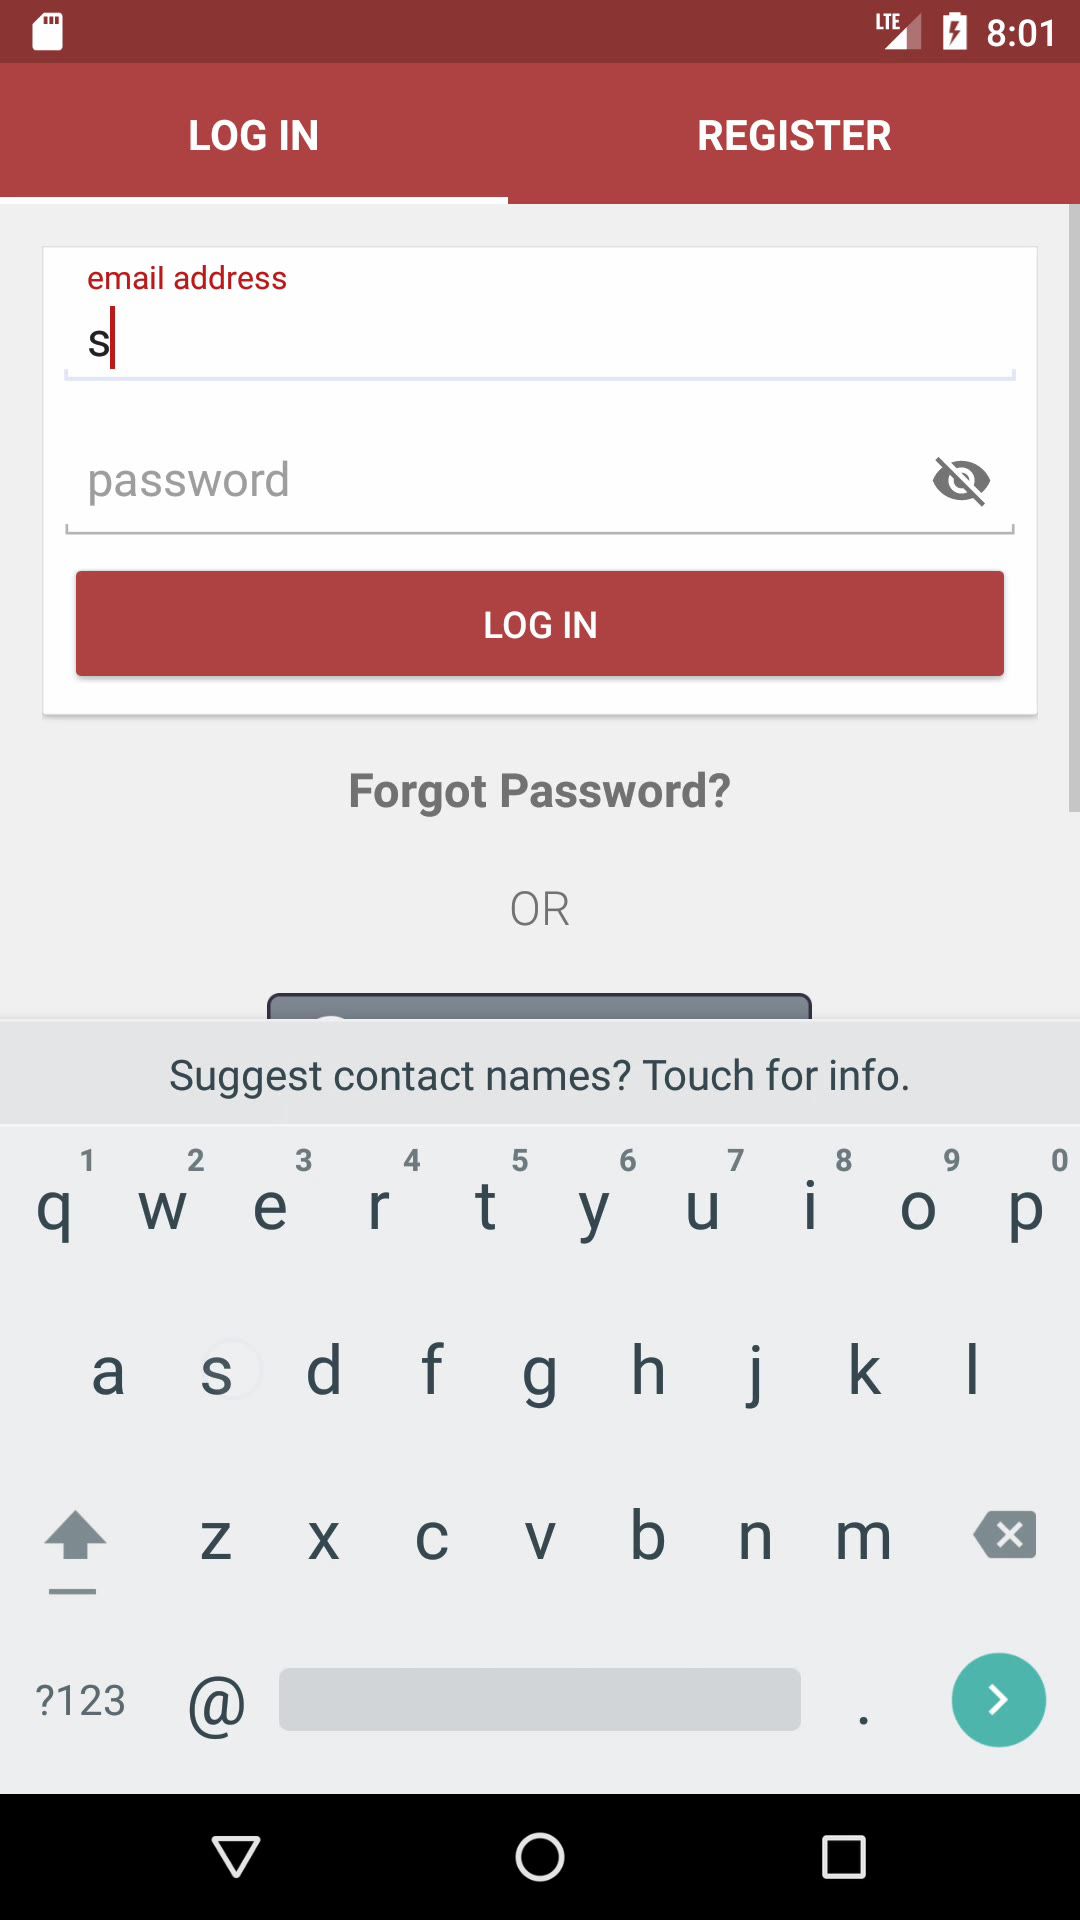 LTE 8:01
LOG IN REGISTER
email address
s
password
LOG IN
Forgot Password?
OR
Suggest contact names? Touch for info.
1 2 3 4 5 6 7 8 9 0
q w e r t y u i o p
a s d f g h j k l
z x c v b n m
?123 @ .